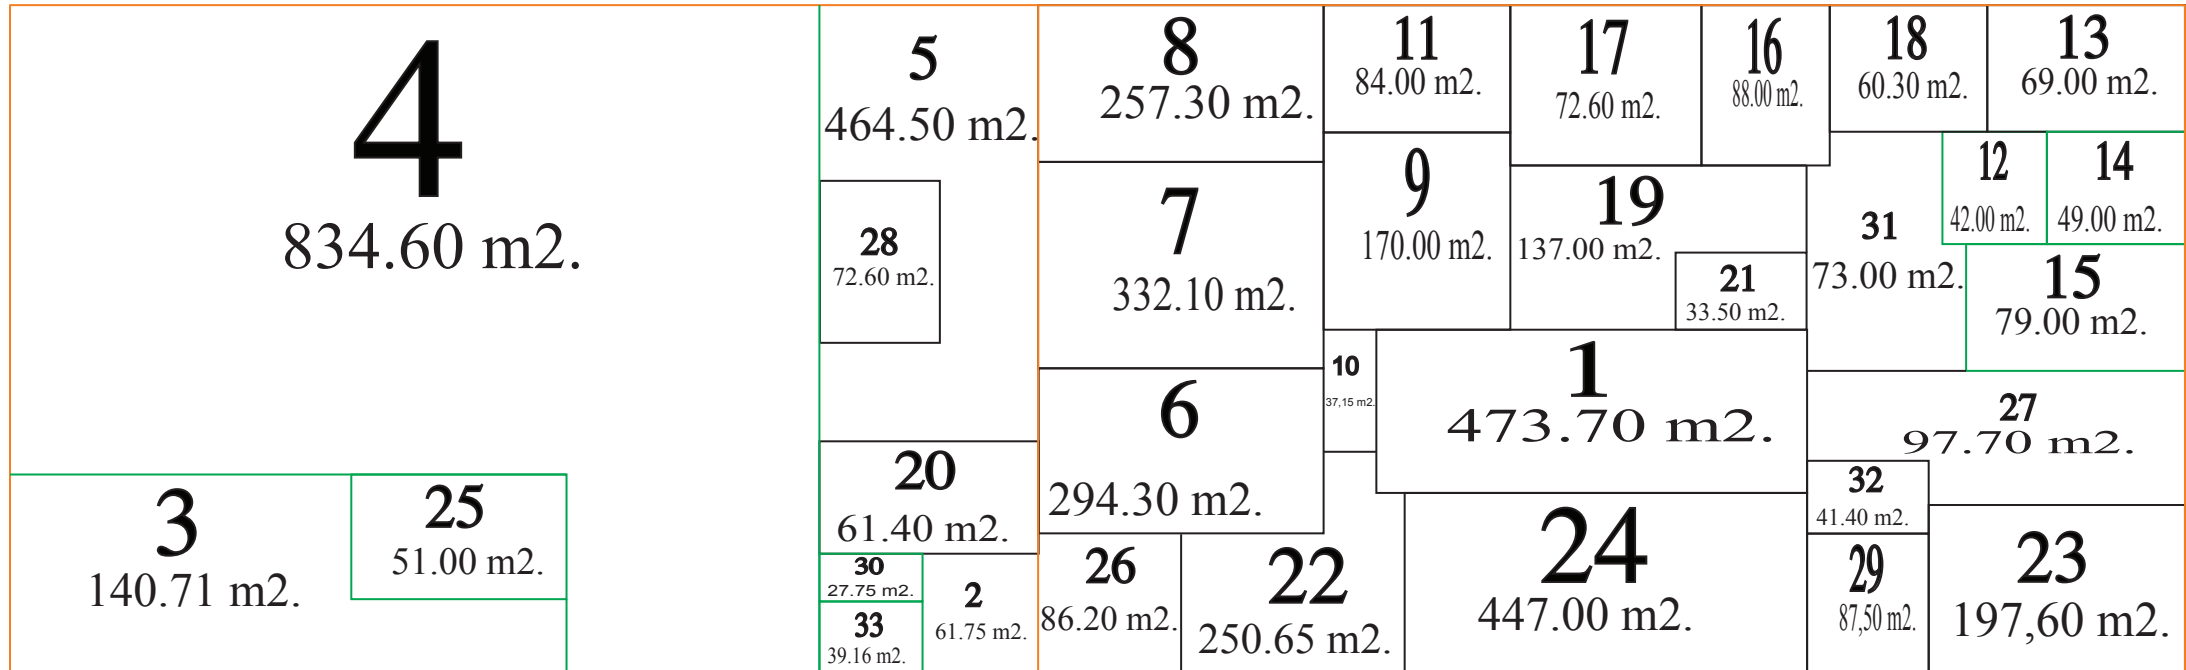 4
834.60 m2.
3
140.71 m2.
25
51.00 m2.
5
464.50 m2.
28
72.60 m2.
20
61.40 m2.
30
27.75 m2.
33
39.16 m2.
2
61.75 m2.
8
257.30 m2.
7
332.10 m2.
6
294.30 m2.
26
86.20 m2.
22
250.65 m2.
11
84.00 m2.
9
170.00 m2.
10
37,15 m2.
17
72.60 m2.
16
88.00 m2.
19
137.00 m2.
21
33.50 m2.
1
473.70 m2.
24
447.00 m2.
18
60.30 m2.
13
69.00 m2.
12
42.00 m2.
14
49.00 m2.
31
73.00 m2.
15
79.00 m2.
27
97.70 m2.
32
41.40 m2.
29
87,50 m2.
23
197,60 m2.